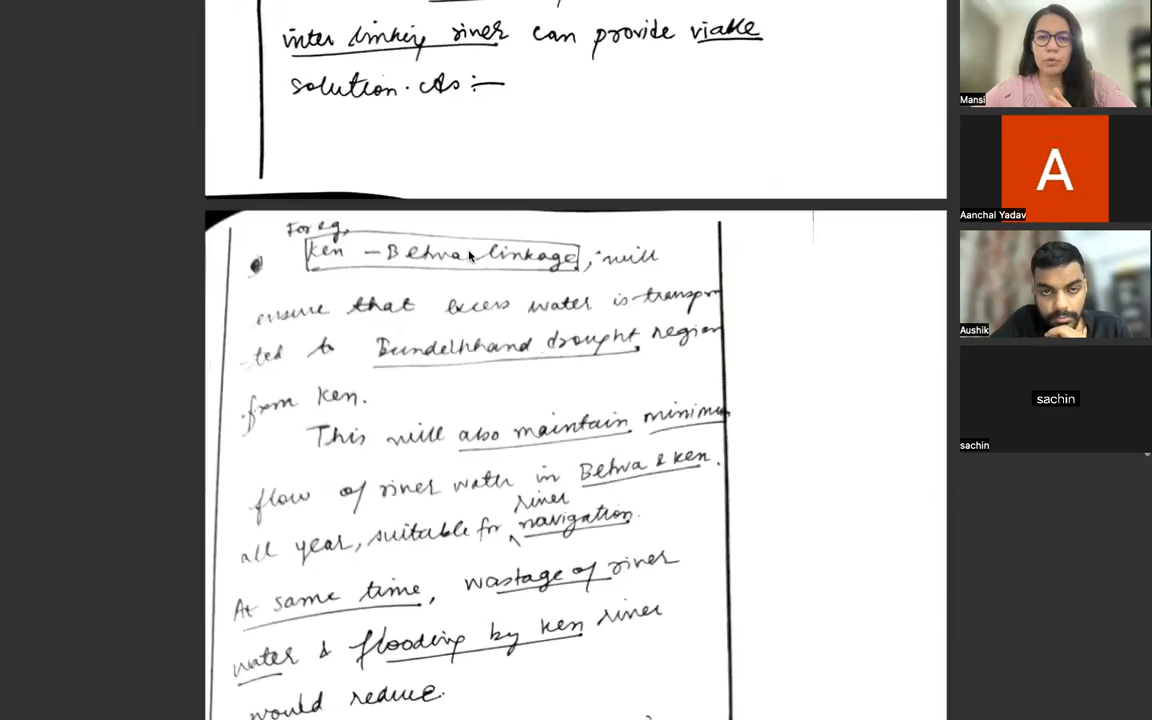 inter linking river can provide viable
solution. As :-
For eg,
Ken - Betwa linkage, will
ensure that excess water is transpor
ted to Bundelkhand drought region
from Ken.
This will also maintain minimum
flow of river water in Betwa & Ken.
all year, suitable for river navigation.
At same time, wastage of river
water & flooding by Ken river
would reduce.
Mansi
A
Aanchal Yadav
Aushik
sachin
sachin